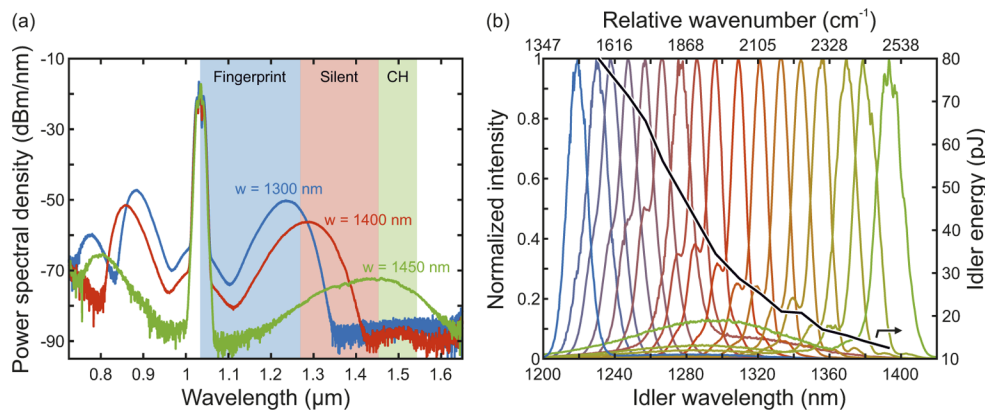 (a)
Power spectral density (dBm/nm)
-10
-30
-50
-70
-90
Fingerprint
Silent
CH
w = 1300 nm
w = 1400 nm
w = 1450 nm
0.8 0.9 1 1.1 1.2 1.3 1.4 1.5 1.6
Wavelength (μm)
(b)
Relative wavenumber (cm⁻¹)
1347 1616 1868 2105 2328 2538
Normalized intensity
1
0.8
0.6
0.4
0.2
0
80
70
60
50
40
30
20
10
Idler energy (pJ)
1200 1240 1280 1320 1360 1400
Idler wavelength (nm)